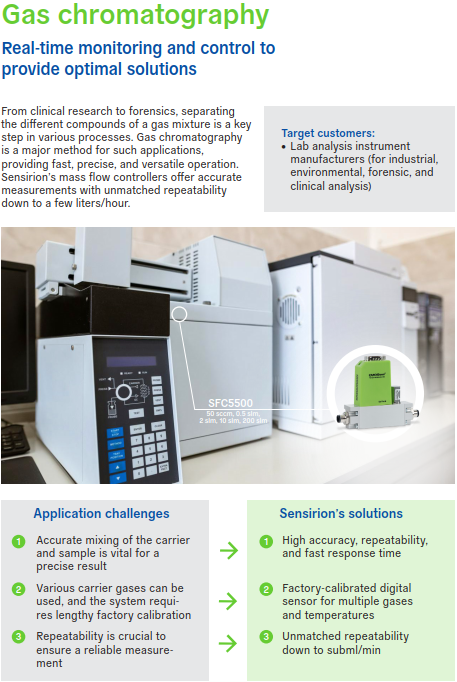 Gas chromatography
Real-time monitoring and control to
provide optimal solutions
From clinical research to forensics, separating
the different compounds of a gas mixture is a key
step in various processes. Gas chromatography
is a major method for such applications,
providing fast, precise, and versatile operation.
Sensirion's mass flow controllers offer accurate
measurements with unmatched repeatability
down to a few liters/hour.
Target customers:
• Lab analysis instrument
manufacturers (for industrial,
environmental, forensic, and
clinical analysis)
SFC5500
50 sccm, 0.5 slm,
2 slm, 10 slm, 200 slm
Application challenges
1 Accurate mixing of the carrier
and sample is vital for a
precise result
2 Various carrier gases can be
used, and the system requi-
res lengthy factory calibration
3 Repeatability is crucial to
ensure a reliable measure-
ment
Sensirion's solutions
1 High accuracy, repeatability,
and fast response time
2 Factory-calibrated digital
sensor for multiple gases
and temperatures
3 Unmatched repeatability
down to subml/min